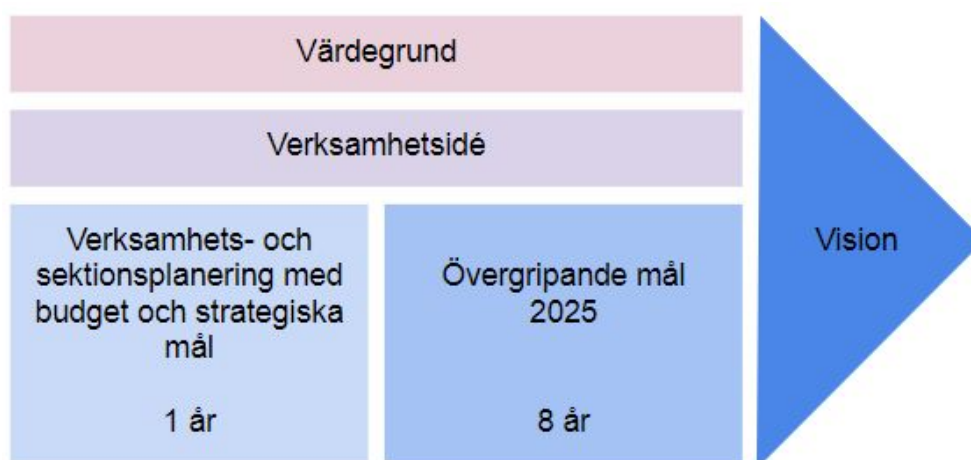 Värdegrund
Verksamhetsidé
Verksamhets- och
sektionsplanering med
budget och strategiska
mål
1 år
Övergripande mål
2025
8 år
Vision